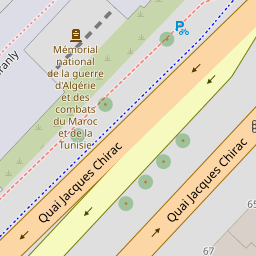 Mémorial
national
de la guerre
d'Algérie
et des
combats
du Maroc
et de la
Tunisie
Quai Jacques Chirac
Quai Jacques Chirac
65
67